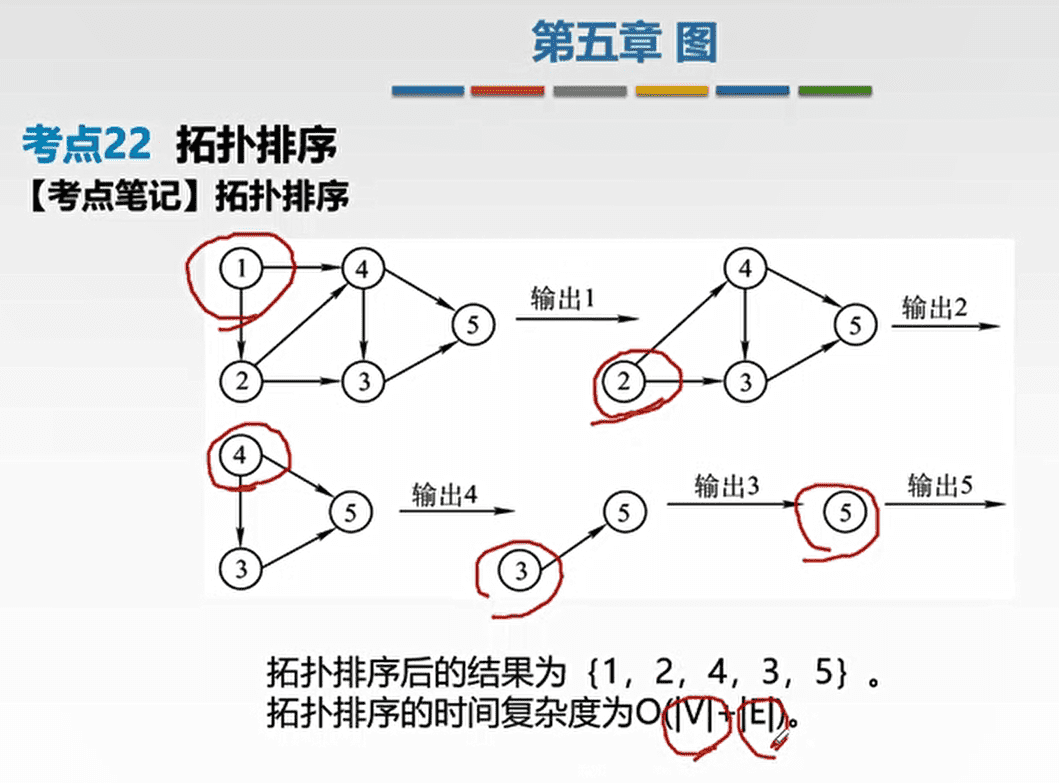 第五章 图
考点22 拓扑排序
【考点笔记】拓扑排序
1 4 5 2 3
输出1
4 5 2 3
输出2
4 5 3
输出4
5 3
输出3
5
输出5
拓扑排序后的结果为 {1，2，4，3，5} 。
拓扑排序的时间复杂度为O(|V|+|E|)。